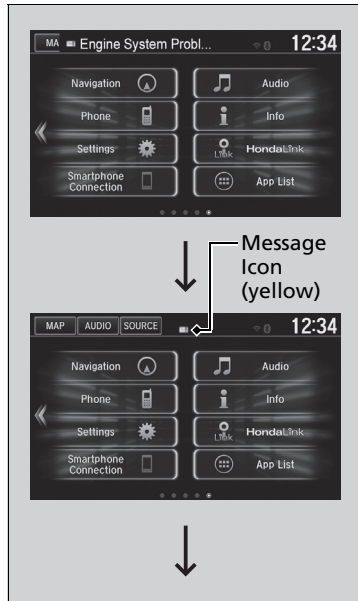 MA Engine System Probl... 12:34
Navigation Audio
Phone Info
Settings Link HondaLink
Smartphone
Connection App List
Message
Icon
(yellow)
MAP AUDIO SOURCE 12:34
Navigation Audio
Phone Info
Settings Link HondaLink
Smartphone
Connection App List